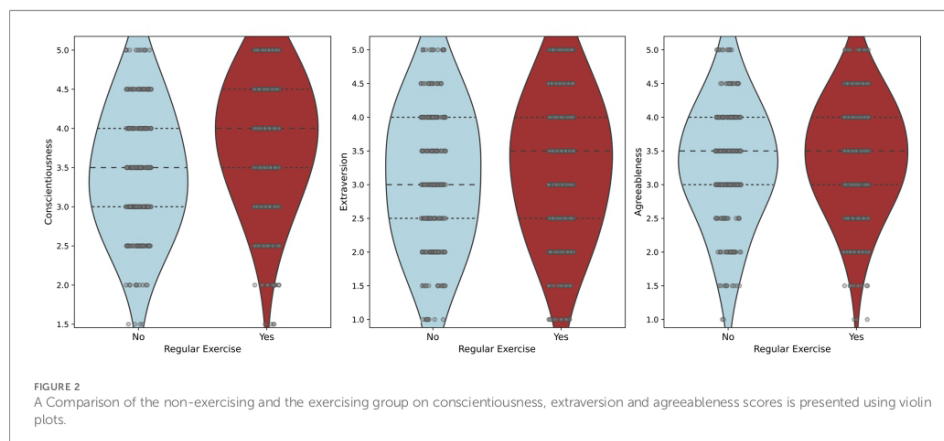 5.0
4.5
4.0
3.5
3.0
2.5
2.0
1.5
Conscientiousness
No
Yes
Regular Exercise
5.0
4.5
4.0
3.5
3.0
2.5
2.0
1.5
1.0
Extraversion
No
Yes
Regular Exercise
5.0
4.5
4.0
3.5
3.0
2.5
2.0
1.5
1.0
Agreeableness
No
Yes
Regular Exercise
FIGURE 2
A Comparison of the non-exercising and the exercising group on conscientiousness, extraversion and agreeableness scores is presented using violin
plots.